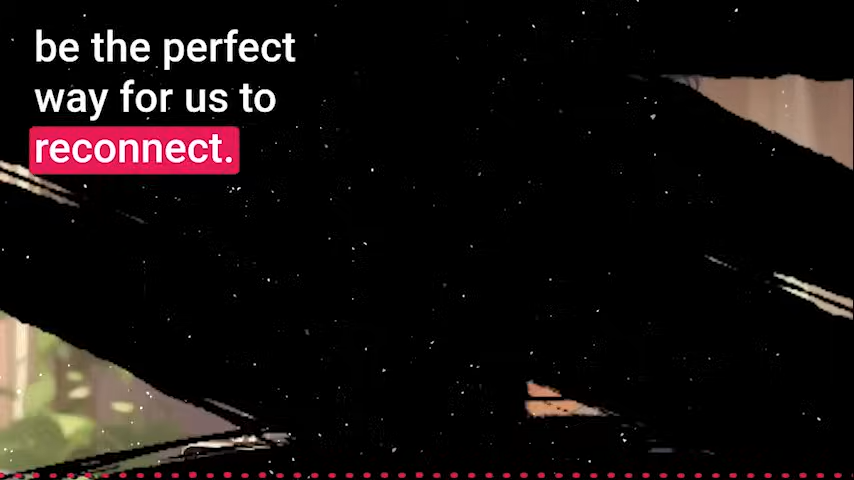 be the perfect
way for us to
reconnect.